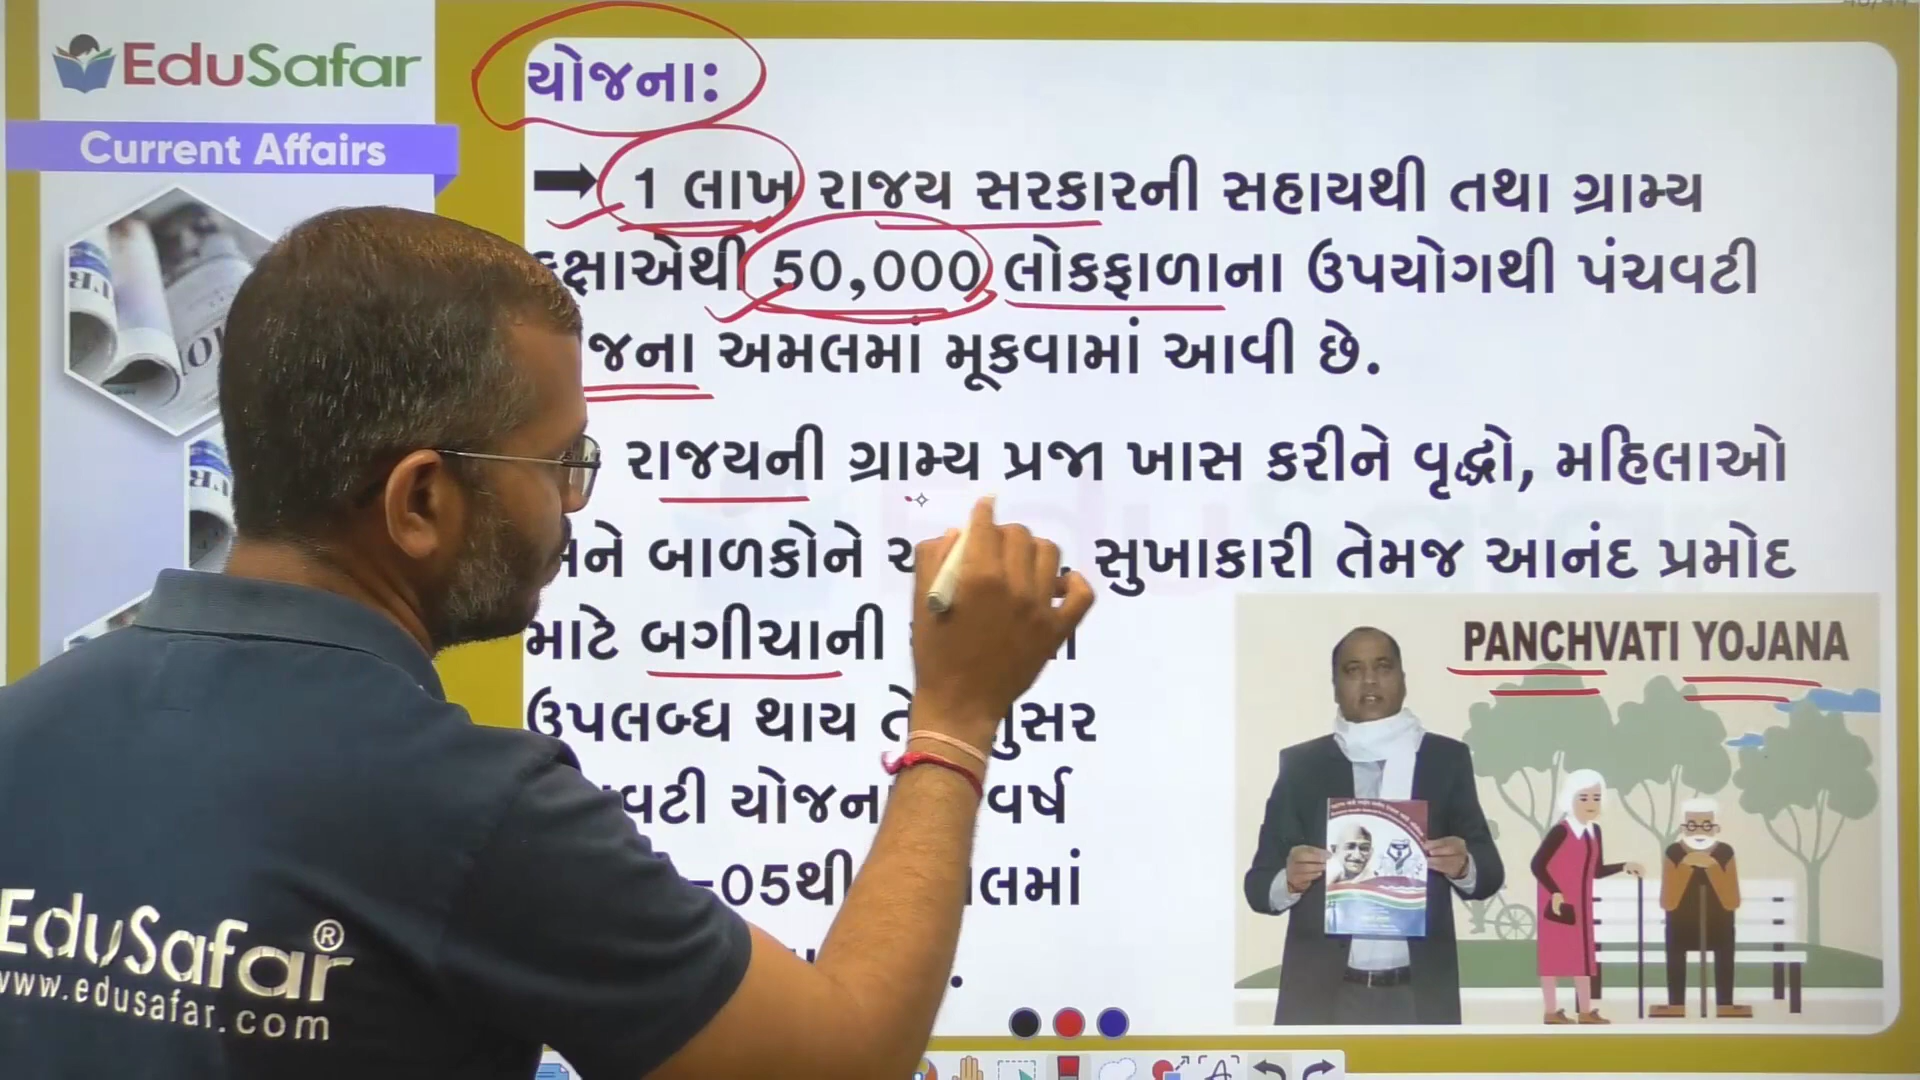 EduSafar
Current Affairs
યોજના:
➡ 1 લાખ રાજ્ય સરકારની સહાયથી તથા ગ્રામ્ય
કક્ષાએથી 50,000 લોકફાળાના ઉપયોગથી પંચવટી
જના અમલમાં મૂકવામાં આવી છે.
રાજયની ગ્રામ્ય પ્રજા ખાસ કરીને વૃદ્ધો, મહિલાઓ
અને બાળકોને સુખાકારી તેમજ આનંદ પ્રમોદ
માટે બગીચાની
ઉપલબ્ધ થાય
વટી યોજના વર્ષ
-05થી લમાં
PANCHVATI YOJANA
EduSafar®
www.edusafar.com